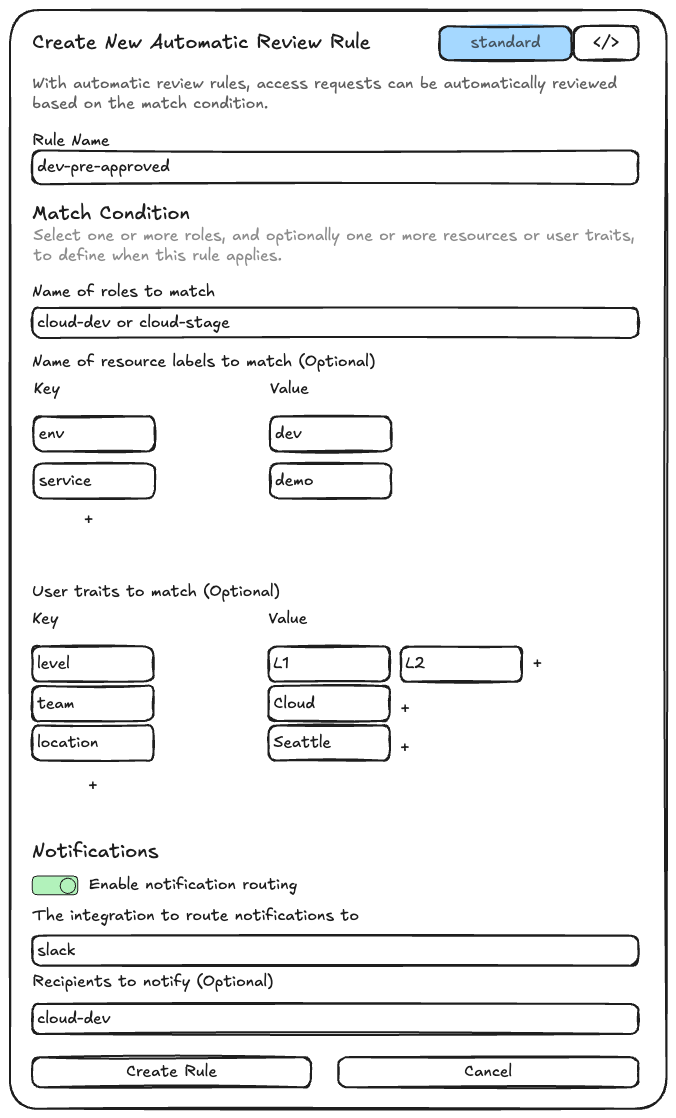 Create New Automatic Review Rule standard </>
With automatic review rules, access requests can be automatically reviewed
based on the match condition.
Rule Name
dev-pre-approved
Match Condition
Select one or more roles, and optionally one or more resources or user traits,
to define when this rule applies.
Name of roles to match
cloud-dev or cloud-stage
Name of resource labels to match (Optional)
Key Value
env dev
service demo
+
User traits to match (Optional)
Key Value
level L1 L2 +
team Cloud +
location Seattle +
+
Notifications
Enable notification routing
The integration to route notifications to
slack
Recipients to notify (Optional)
cloud-dev
Create Rule Cancel